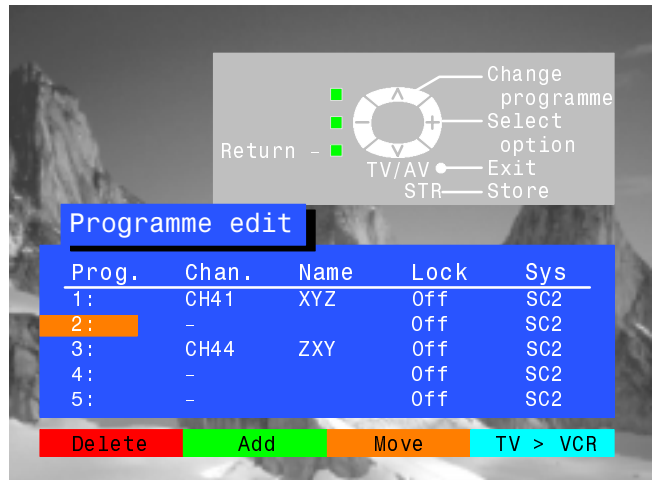 Change
programme
Select
option
Return –
TV/AV Exit
STR Store
Programme edit
Prog. Chan. Name Lock Sys
1: CH41 XYZ Off SC2
2: – Off SC2
3: CH44 ZXY Off SC2
4: – Off SC2
5: – Off SC2
Delete Add Move TV > VCR